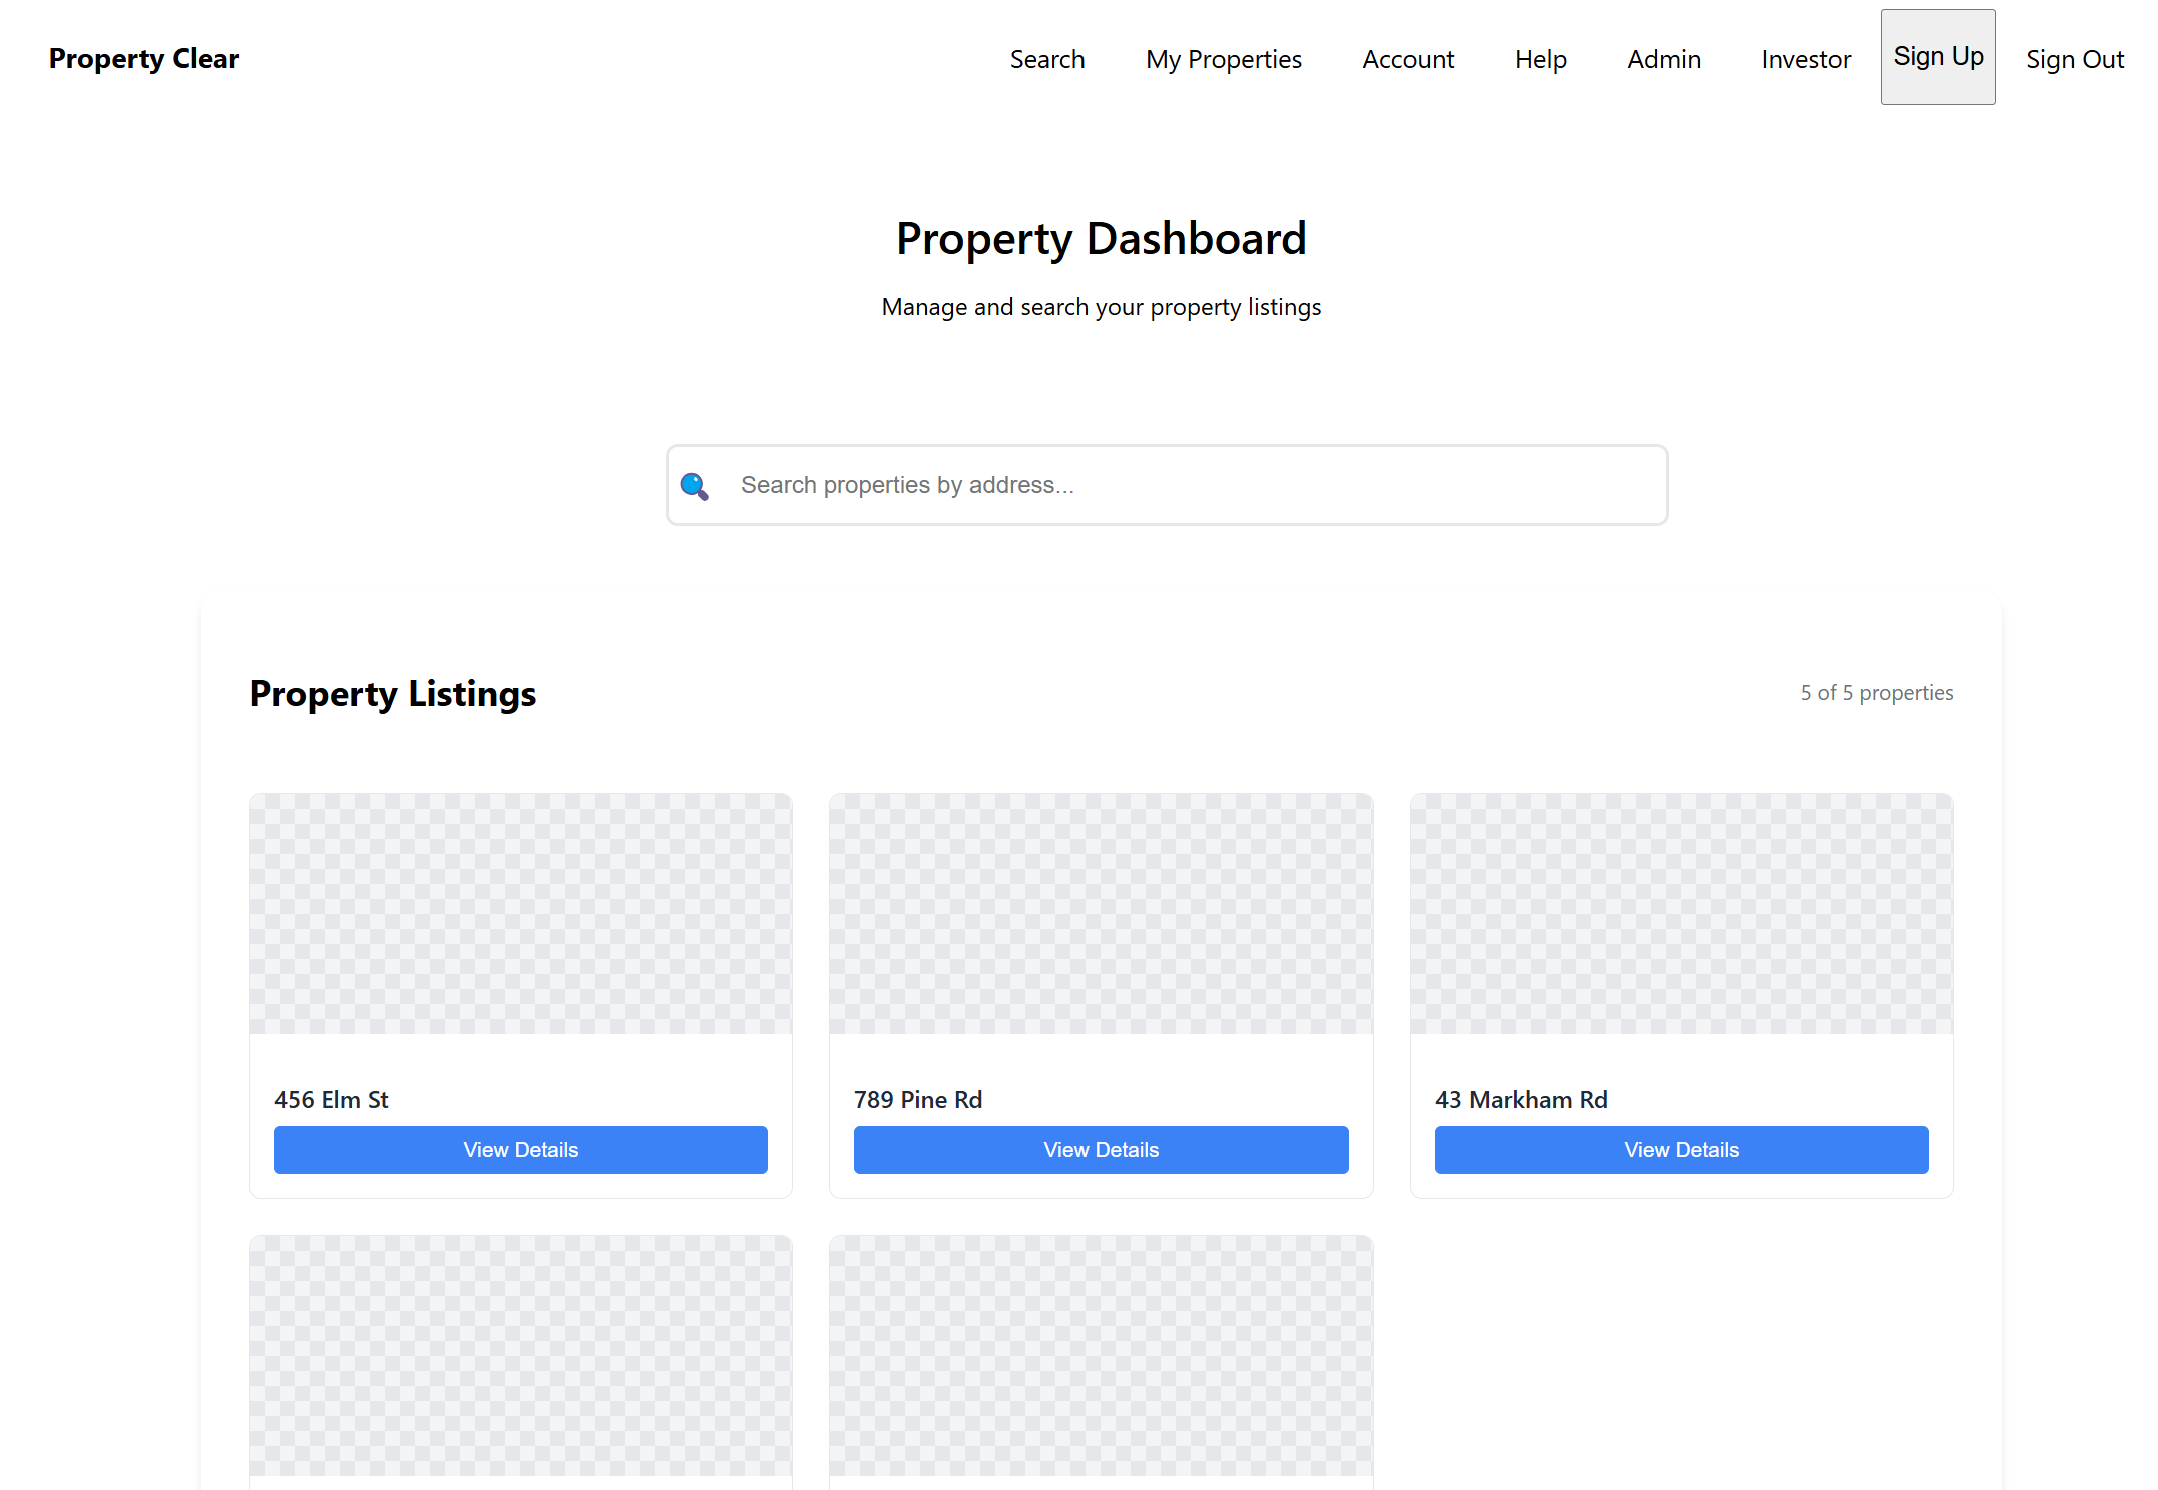 Property Clear
Search My Properties Account Help Admin Investor Sign Up Sign Out
Property Dashboard
Manage and search your property listings
Search properties by address...
Property Listings
5 of 5 properties
456 Elm St
View Details
789 Pine Rd
View Details
43 Markham Rd
View Details